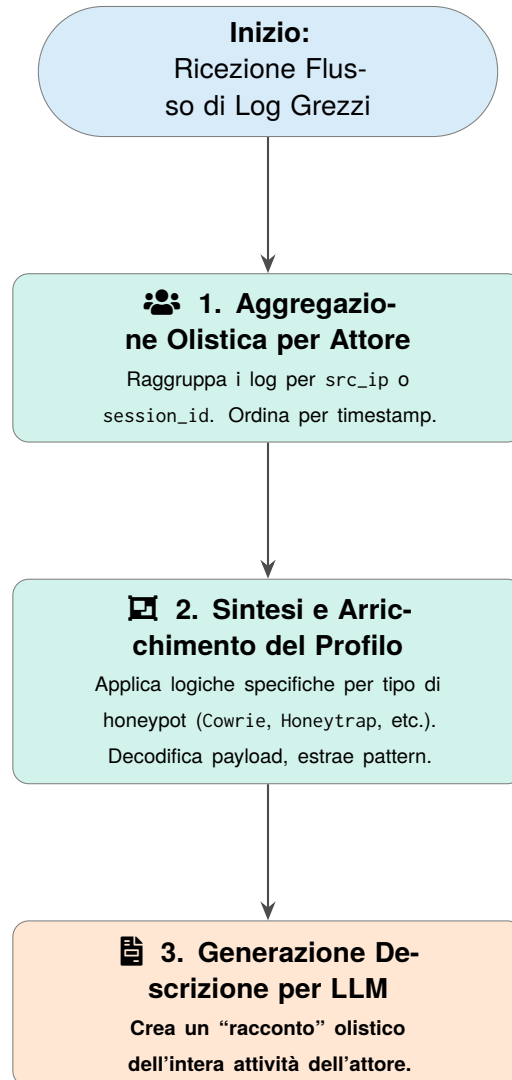 Inizio:
Ricezione Flus-
so di Log Grezzi
1. Aggregazio-
ne Olistica per Attore
Raggruppa i log per src_ip o
session_id. Ordina per timestamp.
2. Sintesi e Arric-
chimento del Profilo
Applica logiche specifiche per tipo di
honeypot (Cowrie, Honeytrap, etc.).
Decodifica payload, estrae pattern.
3. Generazione De-
scrizione per LLM
Crea un “racconto” olistico
dell'intera attività dell'attore.